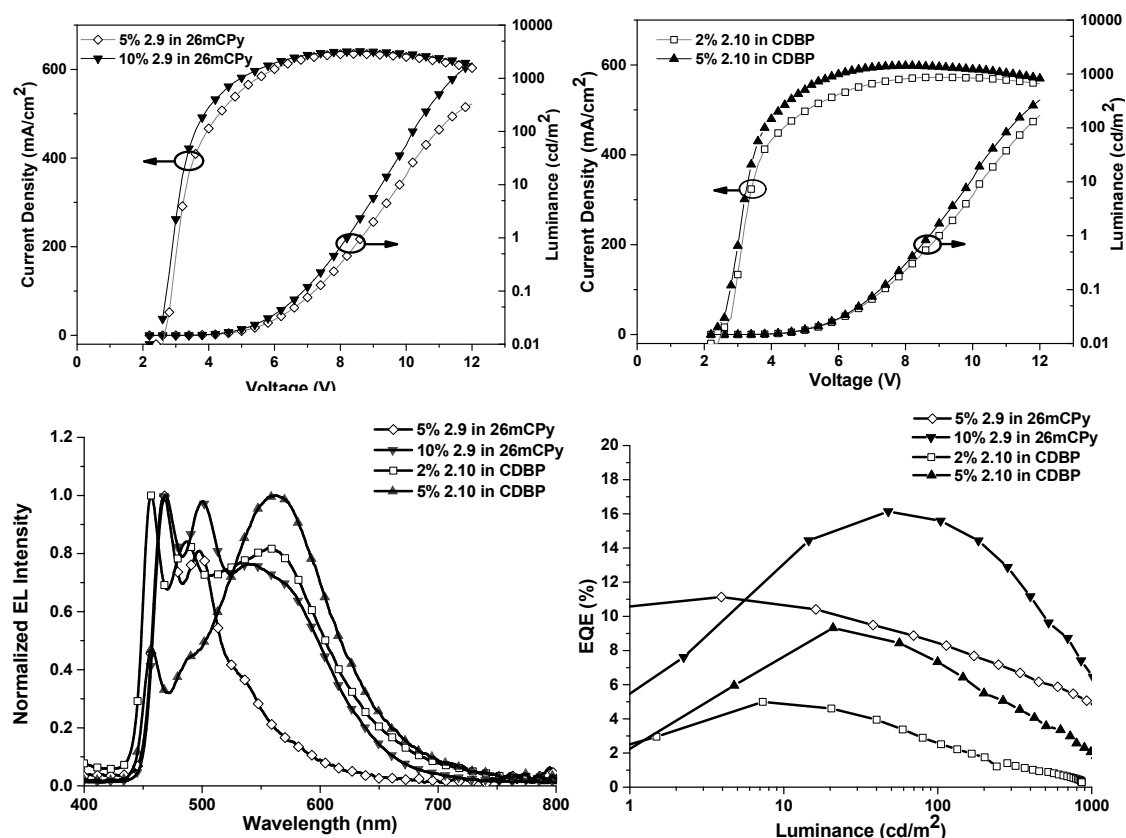 5% 2.9 in 26mCPy
10% 2.9 in 26mCPy
Current Density (mA/cm²)
600
400
200
0
0 2 4 6 8 10 12
Voltage (V)
10000
1000
100
10
1
0.1
0.01
Luminance (cd/m²)
2% 2.10 in CDBP
5% 2.10 in CDBP
Current Density (mA/cm²)
600
400
200
0
0 2 4 6 8 10 12
Voltage (V)
10000
1000
100
10
1
0.1
0.01
Luminance (cd/m²)
5% 2.9 in 26mCPy
10% 2.9 in 26mCPy
2% 2.10 in CDBP
5% 2.10 in CDBP
Normalized EL Intensity
1.2
1.0
0.8
0.6
0.4
0.2
0.0
400 500 600 700 800
Wavelength (nm)
5% 2.9 in 26mCPy
10% 2.9 in 26mCPy
2% 2.10 in CDBP
5% 2.10 in CDBP
EQE (%)
20
18
16
14
12
10
8
6
4
2
0
1 10 100 1000
Luminance (cd/m²)